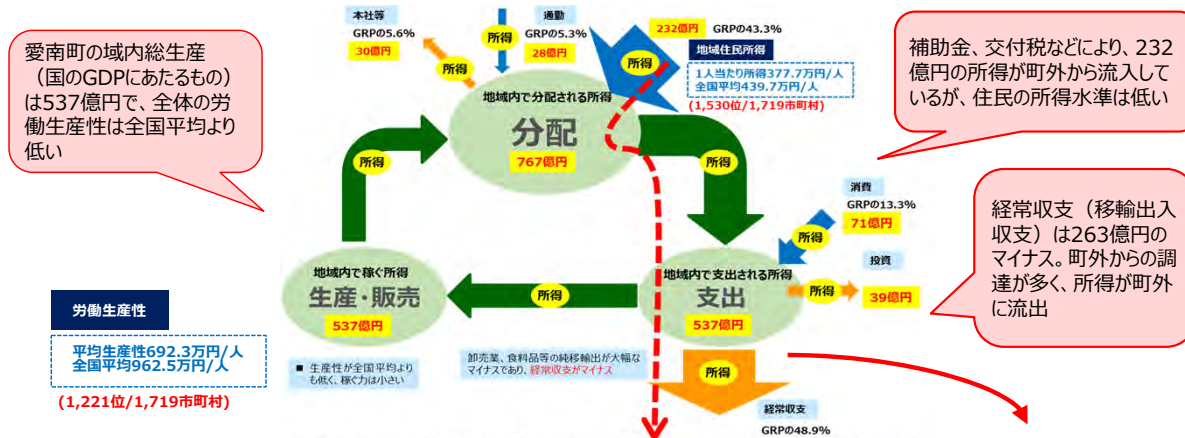 愛南町の域内総生産
（国のGDPにあたるもの）
は537億円で、全体の労
働生産性は全国平均より
低い
本社等
GRPの5.6%
30億円
所得
所得
通勤
GRPの5.3%
28億円
232億円
GRPの43.3%
所得
地域住民所得
1人当たり所得377.7万円/人
全国平均439.7万円/人
(1,530位/1,719市町村)
補助金、交付税などにより、232
億円の所得が町外から流入して
いるが、住民の所得水準は低い
地域内で分配される所得
分配
767億円
所得
所得
消費
GRPの13.3%
71億円
所得
投資
所得
39億円
経常収支（移輸出入
収支）は263億円の
マイナス。町外からの調
達が多く、所得が町外
に流出
地域内で稼ぐ所得
生産・販売
537億円
所得
地域内で支出される所得
支出
537億円
労働生産性
平均生産性692.3万円/人
全国平均962.5万円/人
(1,221位/1,719市町村)
■ 生産性が全国平均より
も低く、稼ぐ力は小さい
卸売業、食料品等の純移輸出が大幅な
マイナスであり、経常収支がマイナス
所得
経常収支
GRPの48.9%